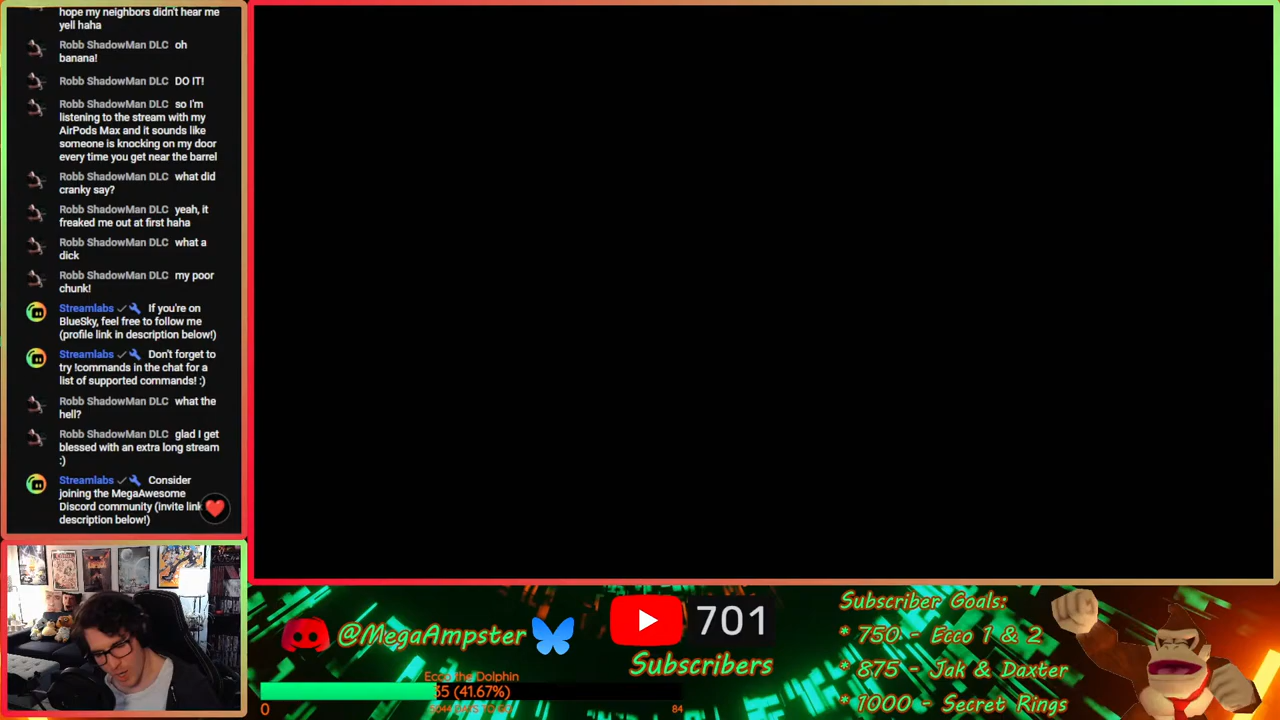 hope my neighbors didn't hear me
yell haha
Robb ShadowMan DLC oh
banana!
Robb ShadowMan DLC DO IT!
Robb ShadowMan DLC so I'm
listening to the stream with my
AirPods Max and it sounds like
someone is knocking on my door
every time you get near the barrel
Robb ShadowMan DLC what did
cranky say?
Robb ShadowMan DLC yeah, it
freaked me out at first haha
Robb ShadowMan DLC what a
dick
Robb ShadowMan DLC my poor
chunk!
Streamlabs If you're on
BlueSky, feel free to follow me
(profile link in description below!)
Streamlabs Don't forget to
try !commands in the chat for a
list of supported commands! :)
Robb ShadowMan DLC what the
hell?
Robb ShadowMan DLC glad I get
blessed with an extra long stream
:)
Streamlabs Consider
joining the MegaAwesome
Discord community (invite link
description below!)
@MegaAmpster
701
Subscribers
Ecco the Dolphin
35 (41.67%)
0
84
Subscriber Goals:
* 750 - Ecco 1 & 2
* 875 - Jak & Daxter
* 1000 - Secret Rings